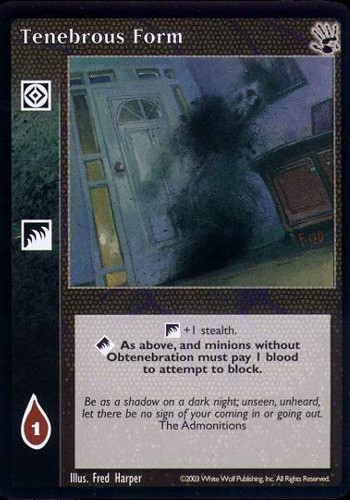 Tenebrous Form
+1 stealth.
As above, and minions without
Obtenebration must pay 1 blood
to attempt to block.
Be as a shadow on a dark night; unseen, unheard,
let there be no sign of your coming in or going out.
The Admonitions
1
Illus. Fred Harper
©2003 White Wolf Publishing, Inc. All Rights Reserved.